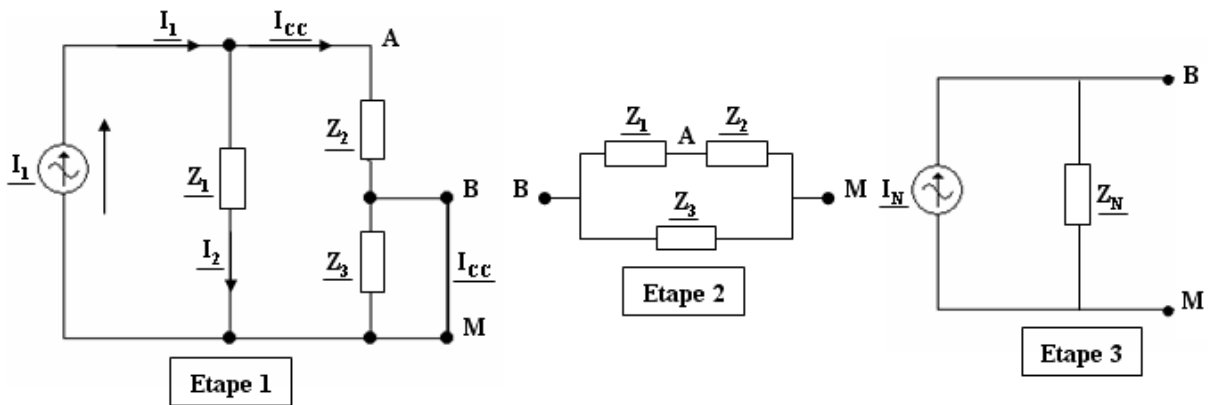 I1
ICC
A
I1
Z1
Z2
B
I2
Z3
ICC
M
Etape 1
Z1
A
Z2
B
M
Z3
Etape 2
B
IN
ZN
M
Etape 3